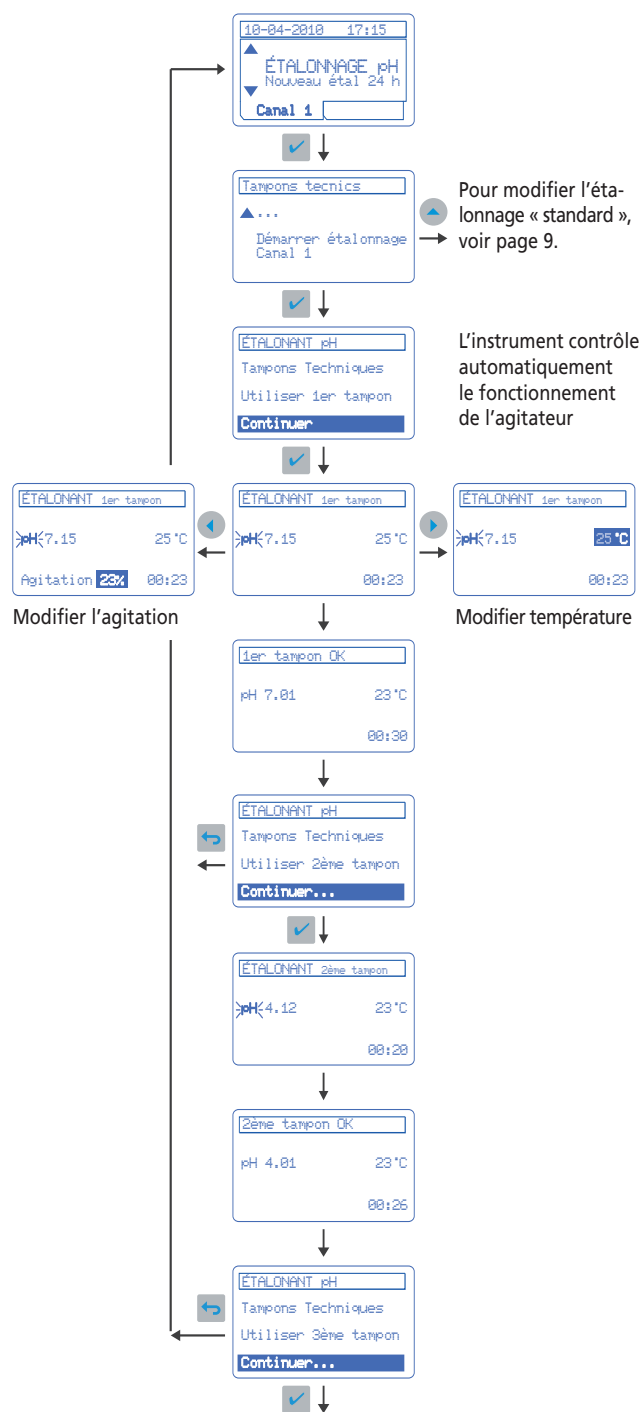 10-04-2010 17:15
ÉTALONNAGE pH
Nouveau étal 24 h
Canal 1
Tampons tecnics
...
Démarrer étalonnage
Canal 1
Pour modifier l'éta-
lonnage « standard »,
voir page 9.
ÉTALONANT pH
Tampons Techniques
Utiliser 1er tampon
Continuer
L'instrument contrôle
automatiquement
le fonctionnement
de l'agitateur
ÉTALONANT 1er tampon
pH 7.15 25°C
Agitation 23% 00:23
Modifier l'agitation
ÉTALONANT 1er tampon
pH 7.15 25°C
00:23
ÉTALONANT 1er tampon
pH 7.15 25°C
00:23
Modifier température
1er tampon OK
pH 7.01 23°C
00:30
ÉTALONANT pH
Tampons Techniques
Utiliser 2ème tampon
Continuer...
ÉTALONANT 2ème tampon
pH 4.12 23°C
00:20
2ème tampon OK
pH 4.01 23°C
00:26
ÉTALONANT pH
Tampons Techniques
Utiliser 3ème tampon
Continuer...